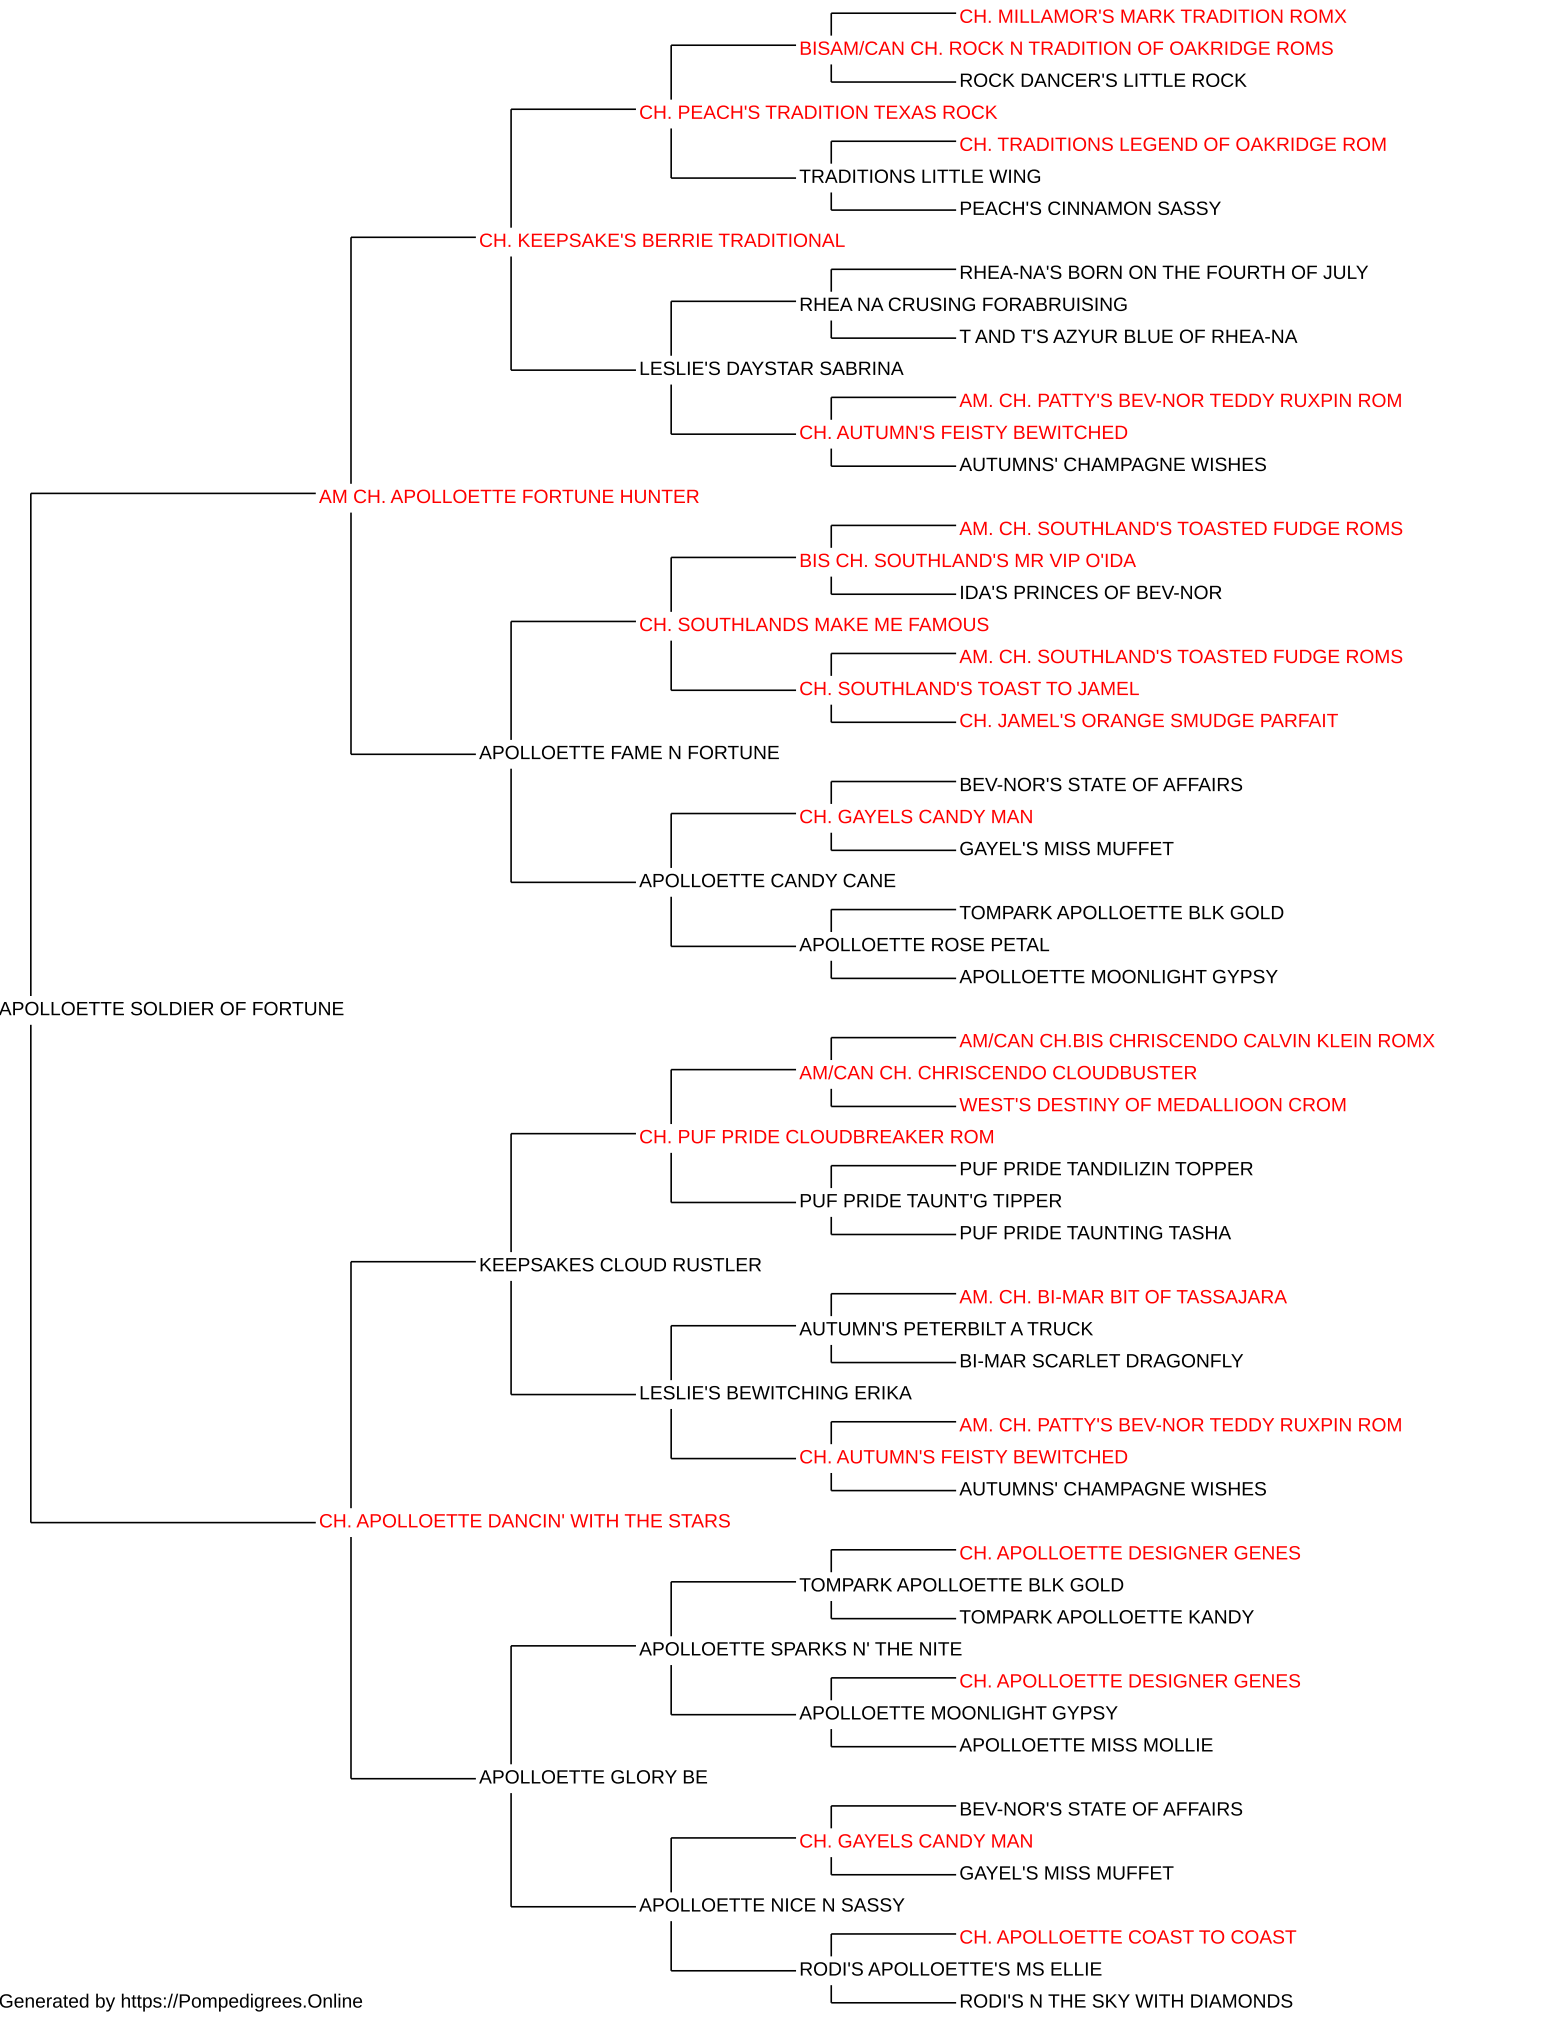 CH. MILLAMOR'S MARK TRADITION ROMX
BISAM/CAN CH. ROCK N TRADITION OF OAKRIDGE ROMS
ROCK DANCER'S LITTLE ROCK
CH. PEACH'S TRADITION TEXAS ROCK
CH. TRADITIONS LEGEND OF OAKRIDGE ROM
TRADITIONS LITTLE WING
PEACH'S CINNAMON SASSY
CH. KEEPSAKE'S BERRIE TRADITIONAL
RHEA-NA'S BORN ON THE FOURTH OF JULY
RHEA NA CRUSING FORABRUISING
T AND T'S AZYUR BLUE OF RHEA-NA
LESLIE'S DAYSTAR SABRINA
AM. CH. PATTY'S BEV-NOR TEDDY RUXPIN ROM
CH. AUTUMN'S FEISTY BEWITCHED
AUTUMNS' CHAMPAGNE WISHES
AM CH. APOLLOETTE FORTUNE HUNTER
AM. CH. SOUTHLAND'S TOASTED FUDGE ROMS
BIS CH. SOUTHLAND'S MR VIP O'IDA
IDA'S PRINCES OF BEV-NOR
CH. SOUTHLANDS MAKE ME FAMOUS
AM. CH. SOUTHLAND'S TOASTED FUDGE ROMS
CH. SOUTHLAND'S TOAST TO JAMEL
CH. JAMEL'S ORANGE SMUDGE PARFAIT
APOLLOETTE FAME N FORTUNE
BEV-NOR'S STATE OF AFFAIRS
CH. GAYELS CANDY MAN
GAYEL'S MISS MUFFET
APOLLOETTE CANDY CANE
TOMPARK APOLLOETTE BLK GOLD
APOLLOETTE ROSE PETAL
APOLLOETTE MOONLIGHT GYPSY
APOLLOETTE SOLDIER OF FORTUNE
AM/CAN CH.BIS CHRISCENDO CALVIN KLEIN ROMX
AM/CAN CH. CHRISCENDO CLOUDBUSTER
WEST'S DESTINY OF MEDALLIOON CROM
CH. PUF PRIDE CLOUDBREAKER ROM
PUF PRIDE TANDILIZIN TOPPER
PUF PRIDE TAUNT'G TIPPER
PUF PRIDE TAUNTING TASHA
KEEPSAKES CLOUD RUSTLER
AM. CH. BI-MAR BIT OF TASSAJARA
AUTUMN'S PETERBILT A TRUCK
BI-MAR SCARLET DRAGONFLY
LESLIE'S BEWITCHING ERIKA
AM. CH. PATTY'S BEV-NOR TEDDY RUXPIN ROM
CH. AUTUMN'S FEISTY BEWITCHED
AUTUMNS' CHAMPAGNE WISHES
CH. APOLLOETTE DANCIN' WITH THE STARS
CH. APOLLOETTE DESIGNER GENES
TOMPARK APOLLOETTE BLK GOLD
TOMPARK APOLLOETTE KANDY
APOLLOETTE SPARKS N' THE NITE
CH. APOLLOETTE DESIGNER GENES
APOLLOETTE MOONLIGHT GYPSY
APOLLOETTE MISS MOLLIE
APOLLOETTE GLORY BE
BEV-NOR'S STATE OF AFFAIRS
CH. GAYELS CANDY MAN
GAYEL'S MISS MUFFET
APOLLOETTE NICE N SASSY
CH. APOLLOETTE COAST TO COAST
RODI'S APOLLOETTE'S MS ELLIE
RODI'S N THE SKY WITH DIAMONDS
Generated by https://Pompedigrees.Online